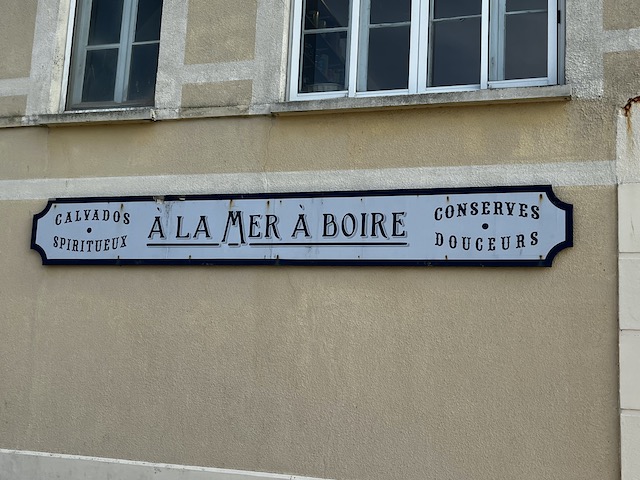 CALVADOS
SPIRITUEUX
À LA MER À BOIRE
CONSERVES
DOUCEURS